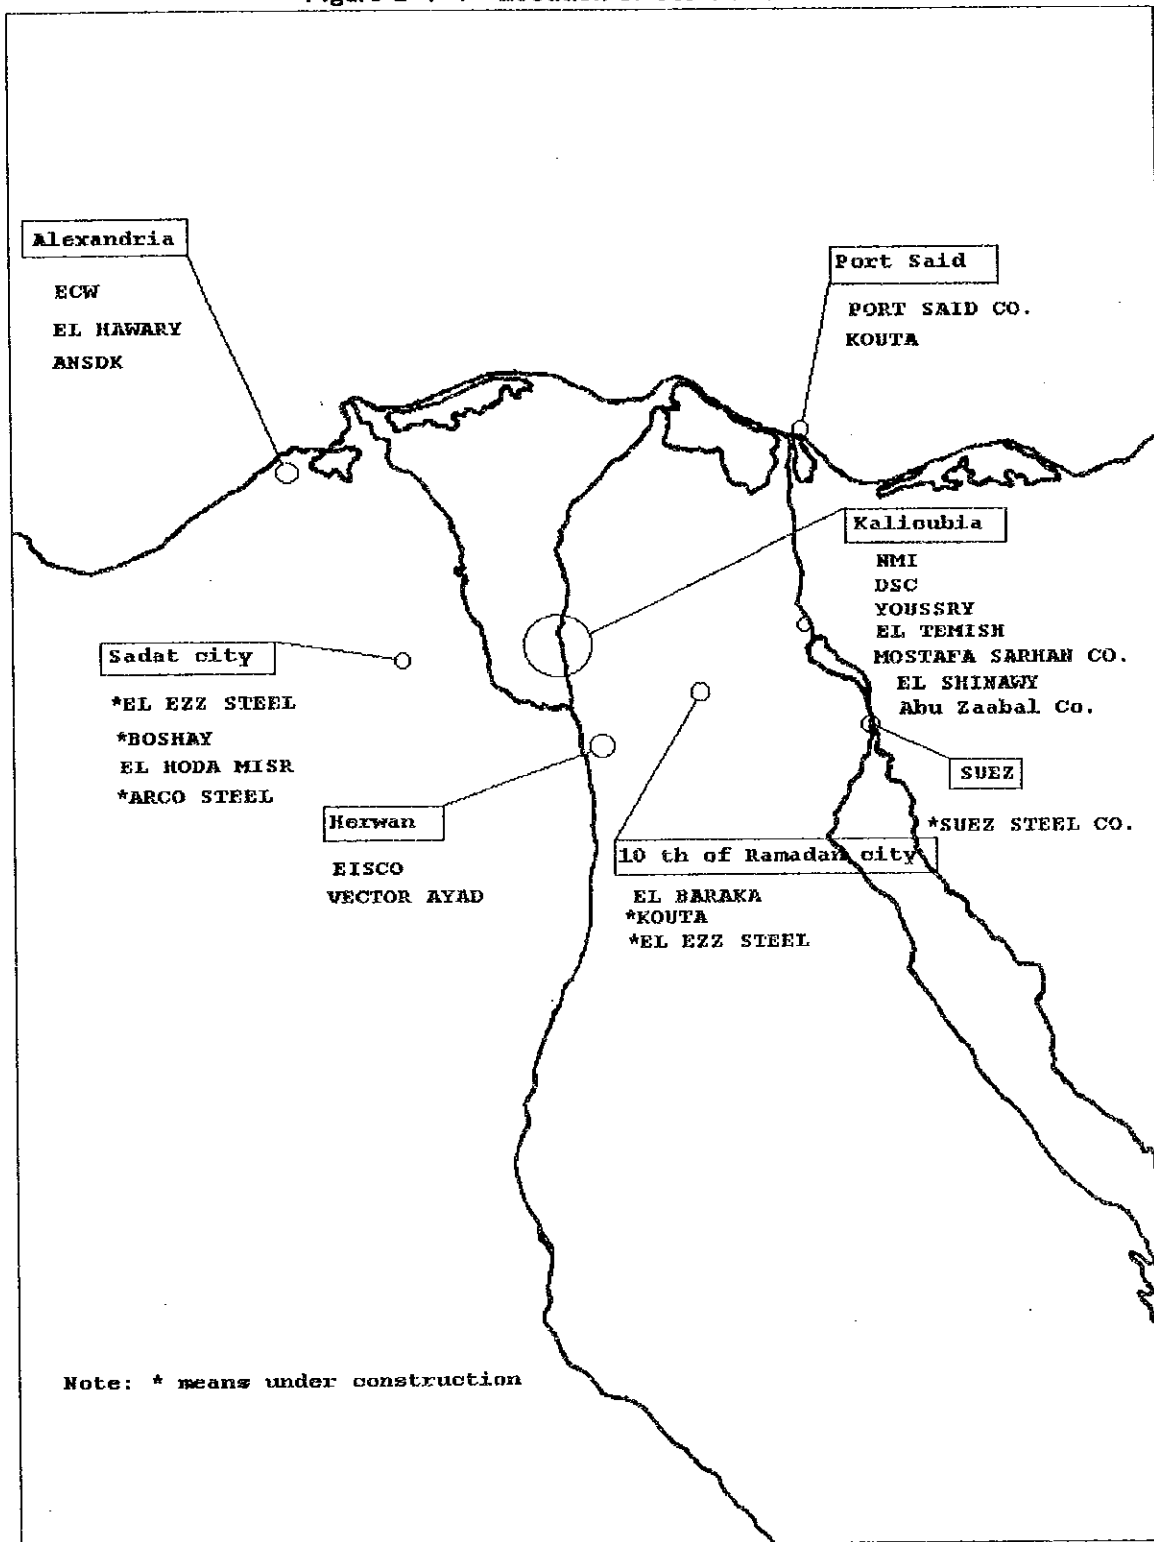 Alexandria
ECW
EL HAWARY
ANSDK
Port Said
PORT SAID CO.
KOUTA
Kalioubia
NMI
DSC
YOUSSRY
EL TEMISH
MOSTAFA SARHAN CO.
EL SHINAWY
Abu Zaabal Co.
Sadat city
*EL EZZ STEEL
*BOSHAY
EL HODA MISR
*ARCO STEEL
Herwan
EISCO
VECTOR AYAD
10 th of Ramadan city
EL BARAKA
*KOUTA
*EL EZZ STEEL
SUEZ
*SUEZ STEEL CO.
Note: * means under construction